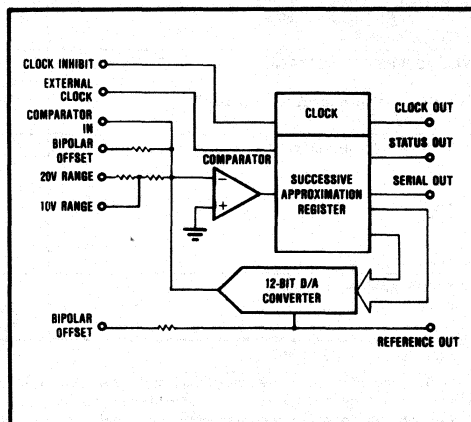 CLOCK INHIBIT
EXTERNAL
CLOCK
COMPARATOR
IN
BIPOLAR
OFFSET
20V RANGE
10V RANGE
BIPOLAR
OFFSET
COMPARATOR
−
+
CLOCK
SUCCESSIVE
APPROXIMATION
REGISTER
12-BIT D/A
CONVERTER
CLOCK OUT
STATUS OUT
SERIAL OUT
REFERENCE OUT